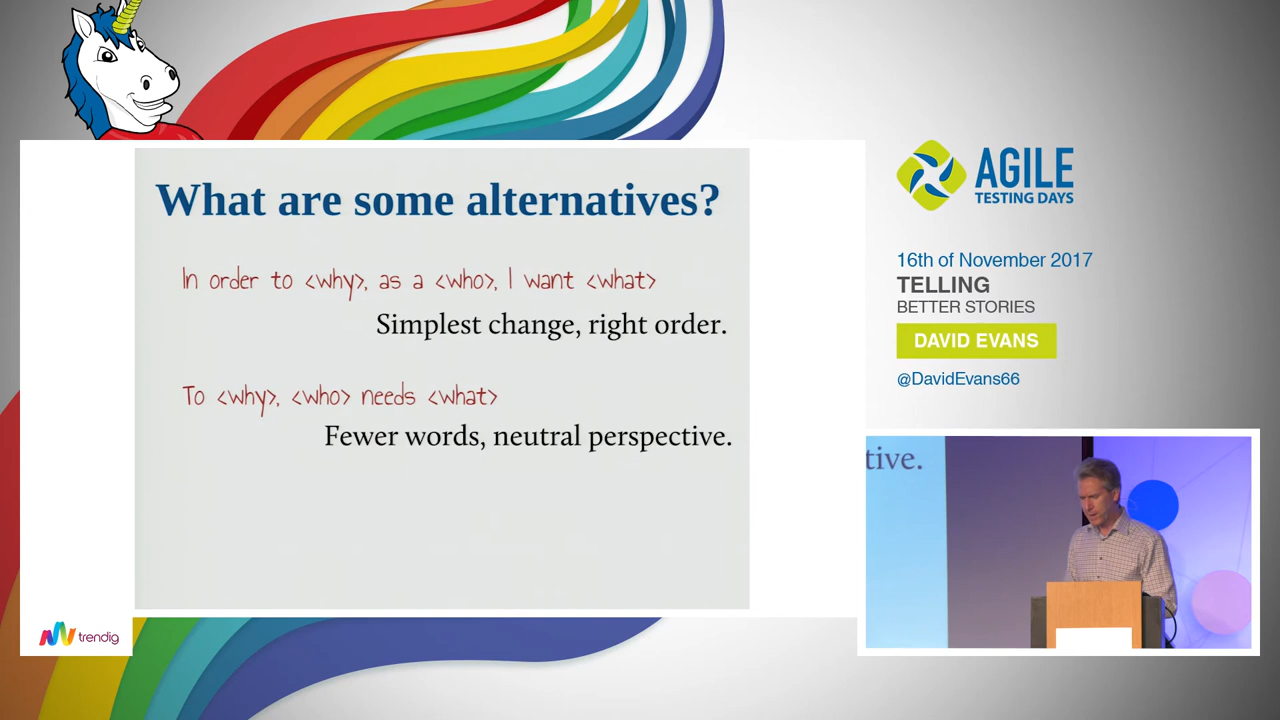 What are some alternatives?
In order to <why>, as a <who>, I want <what>
Simplest change, right order.
To <why>, <who> needs <what>
Fewer words, neutral perspective.
trendig
AGILE
TESTING DAYS
16th of November 2017
TELLING
BETTER STORIES
DAVID EVANS
@DavidEvans66
tive.